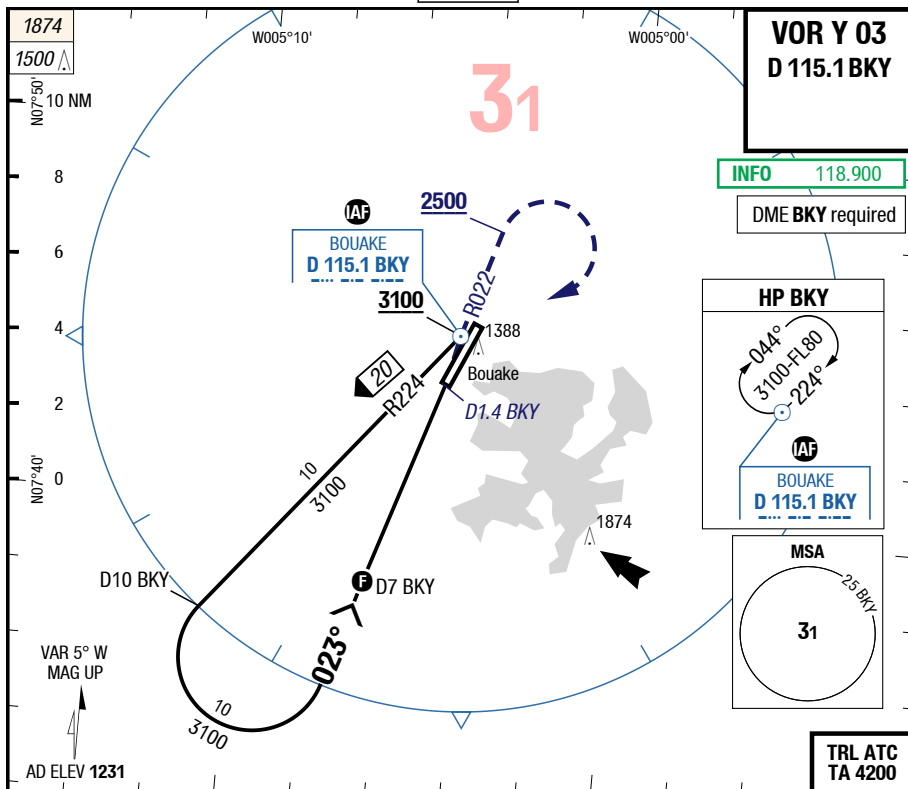 1874
1500
W005°10'
W005°00'
VOR Y 03
D 115.1 BKY
N07°50'
10 NM
31
8
INFO 118.900
DME BKY required
IAF
BOUAKE
D 115.1 BKY
2500
6
R022
HP BKY
3100
4
1388
044°
3100-FL80
224°
20
R224
Bouake
2
D1.4 BKY
IAF
BOUAKE
D 115.1 BKY
N07°40'
0
10
3100
1874
MSA
25 BKY
31
D10 BKY
F D7 BKY
023°
VAR 5° W
MAG UP
10
3100
AD ELEV 1231
TRL ATC
TA 4200